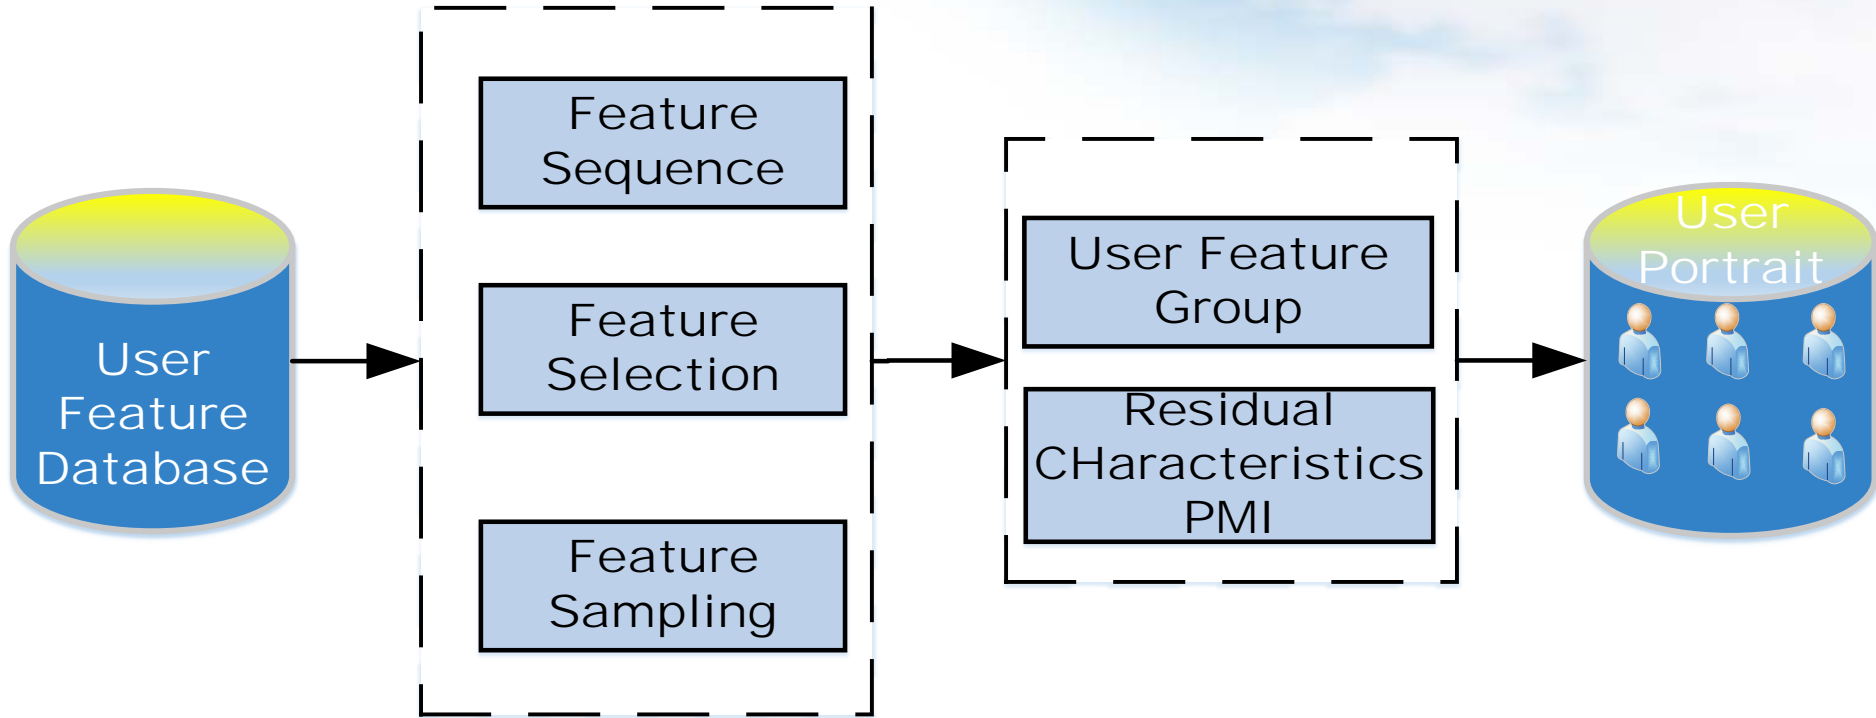 User
Feature
Database
Feature
Sequence
Feature
Selection
Feature
Sampling
User Feature
Group
Residual
CHaracteristics
PMI
User
Portrait